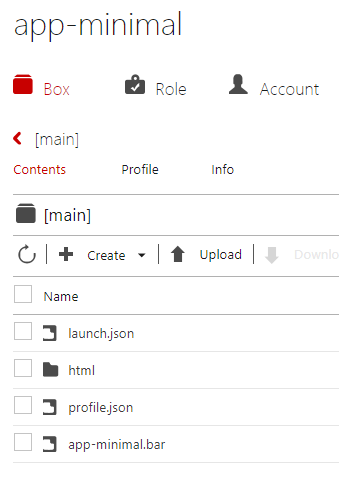 app-minimal
Box Role Account
[main]
Contents Profile Info
[main]
Create Upload Downlo
Name
launch.json
html
profile.json
app-minimal.bar